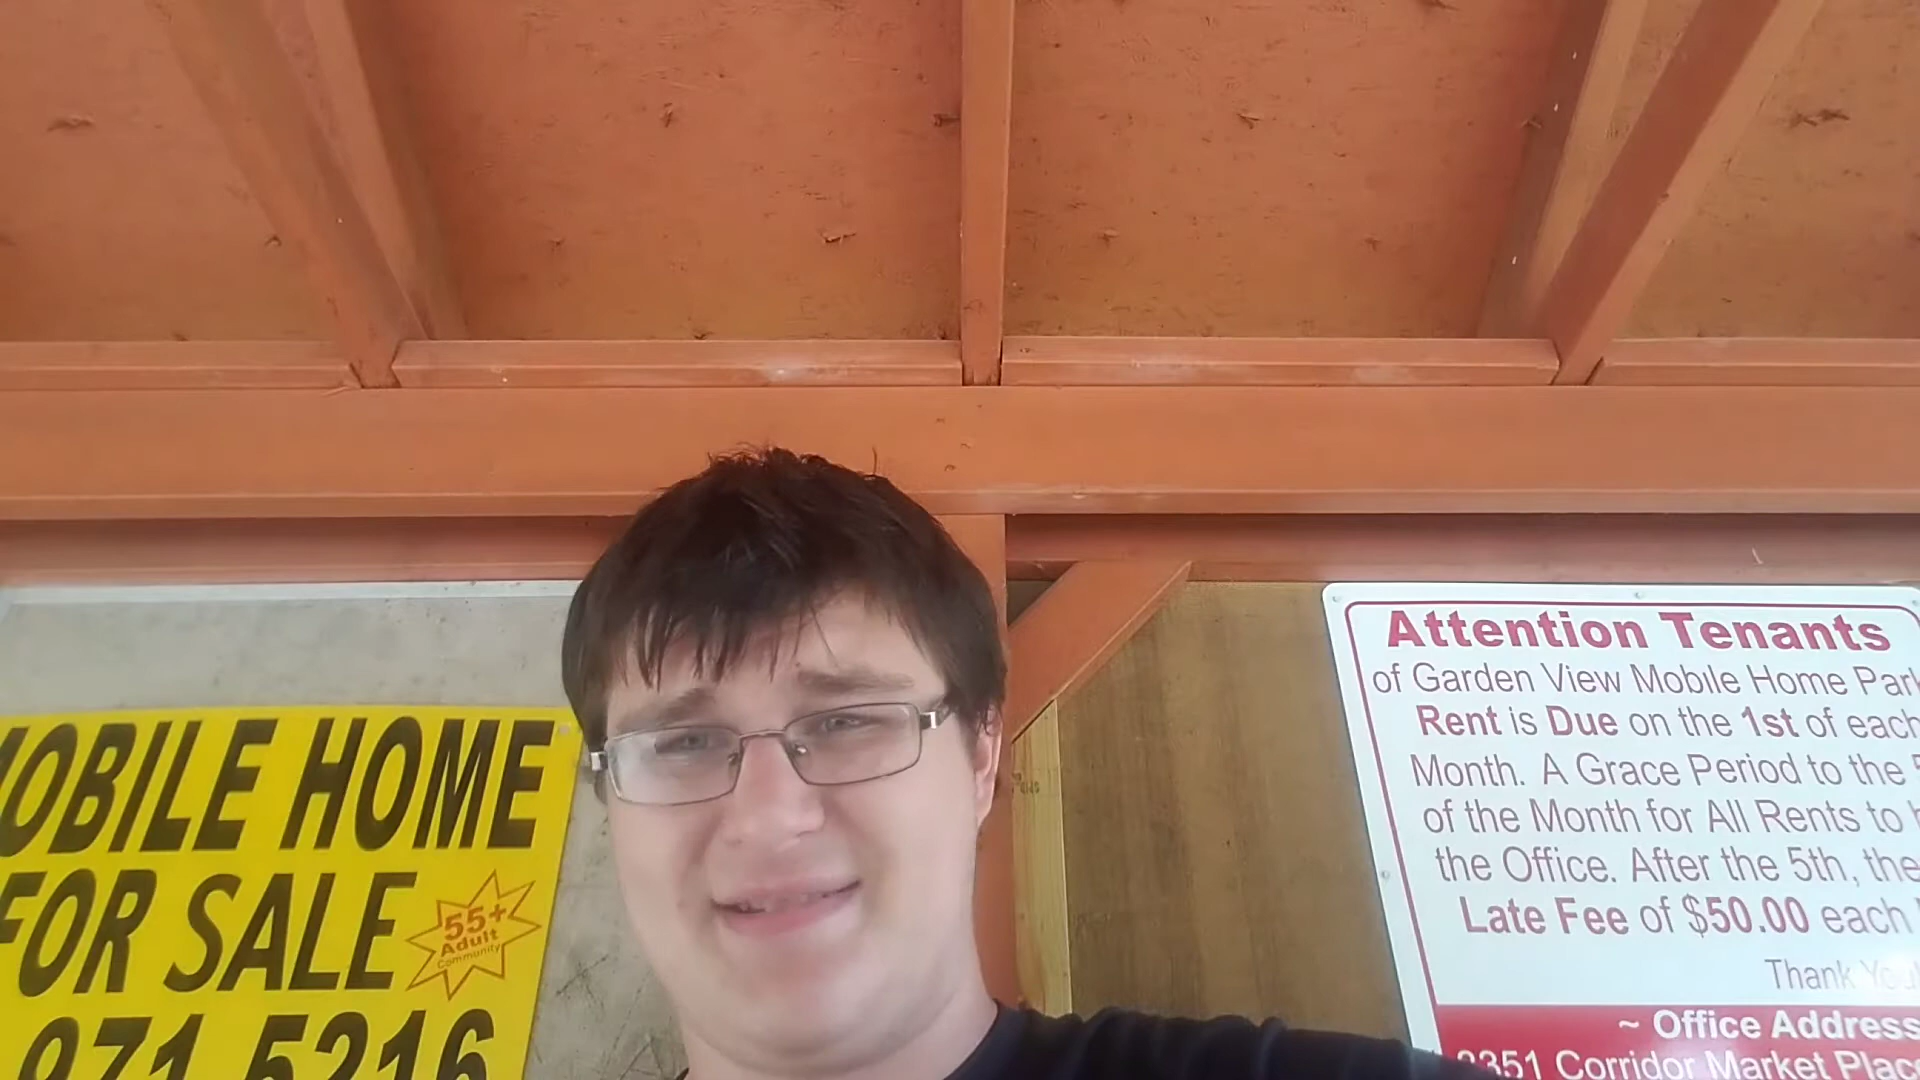 MOBILE HOME
FOR SALE
55+
Adult
Community
971 5216
Attention Tenants
of Garden View Mobile Home Park
Rent is Due on the 1st of each
Month. A Grace Period to the
of the Month for All Rents to
the Office. After the 5th, the
Late Fee of $50.00 each
Thank You
~ Office Address
8351 Corridor Market Place